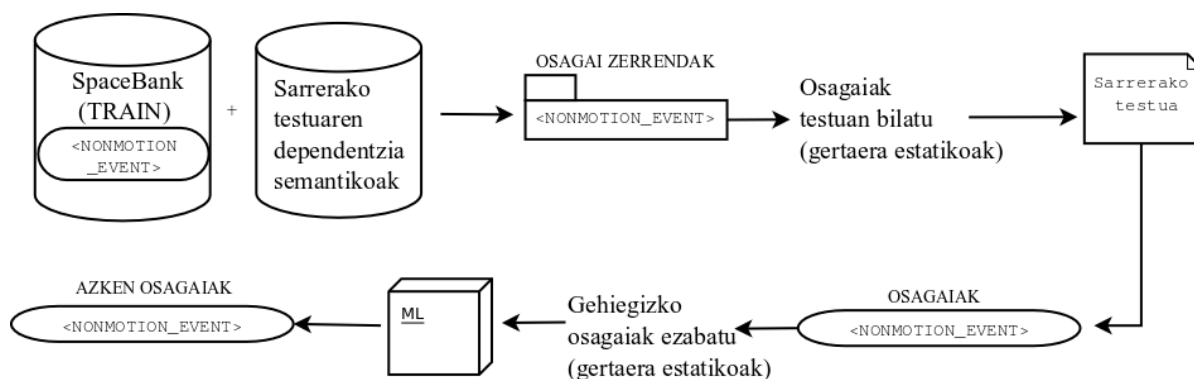 SpaceBank
(TRAIN)
<NONMOTION
_EVENT>
+
Sarrerako
testuaren
dependentzia
semantikoak
OSAGAI ZERRENDAK
<NONMOTION_EVENT>
Osagaiak
testuan bilatu
(gertaera estatikoak)
Sarrerako
testua
OSAGAIAK
<NONMOTION_EVENT>
Gehiegizko
osagaiak ezabatu
(gertaera estatikoak)
ML
AZKEN OSAGAIAK
<NONMOTION_EVENT>